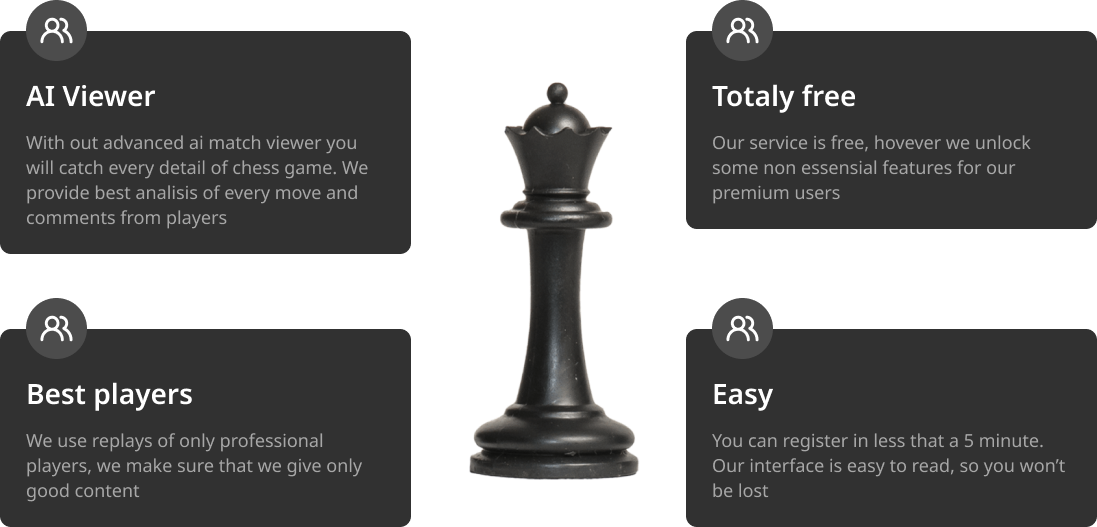 AI Viewer
With out advanced ai match viewer you
will catch every detail of chess game. We
provide best analisis of every move and
comments from players
Totaly free
Our service is free, hovever we unlock
some non essensial features for our
premium users
Best players
We use replays of only professional
players, we make sure that we give only
good content
Easy
You can register in less that a 5 minute.
Our interface is easy to read, so you won’t
be lost